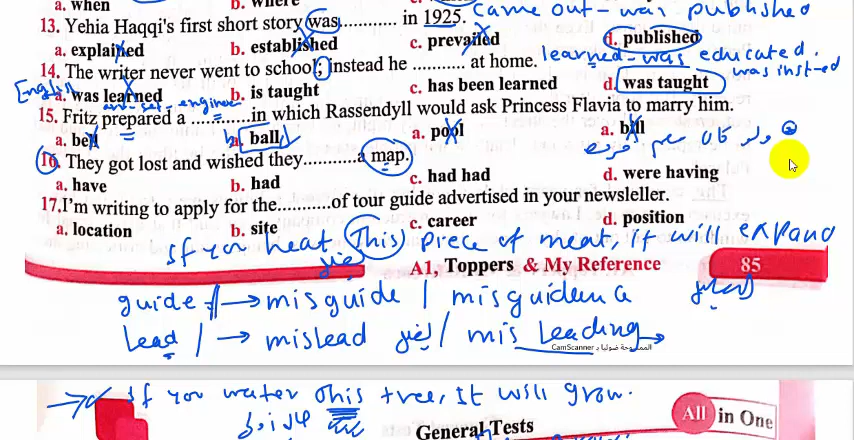 a. when b. where
came out - was published
13. Yehia Haqqi's first short story was............ in 1925.
a. explained b. established c. prevailed d. published
learned - was educated.
14. The writer never went to school; instead he .......... at home.
was inst-ed
a. was learned b. is taught c. has been learned d. was taught
15. Fritz prepared a ............in which Rassendyll would ask Princess Flavia to marry him.
a. bell a. ball a. pool a. bill
16. They got lost and wished they...........a map.
a. have b. had c. had had d. were having
17.I'm writing to apply for the............of tour guide advertised in your newsleller.
a. location b. site c. career d. position
If you heat (This) piece of meat it will expand
A1, Toppers & My Reference 85
guide → misguide /
Lead / → mislead / mis Leading
CamScanner
If you water This tree, it will grow.
General Tests
All in One